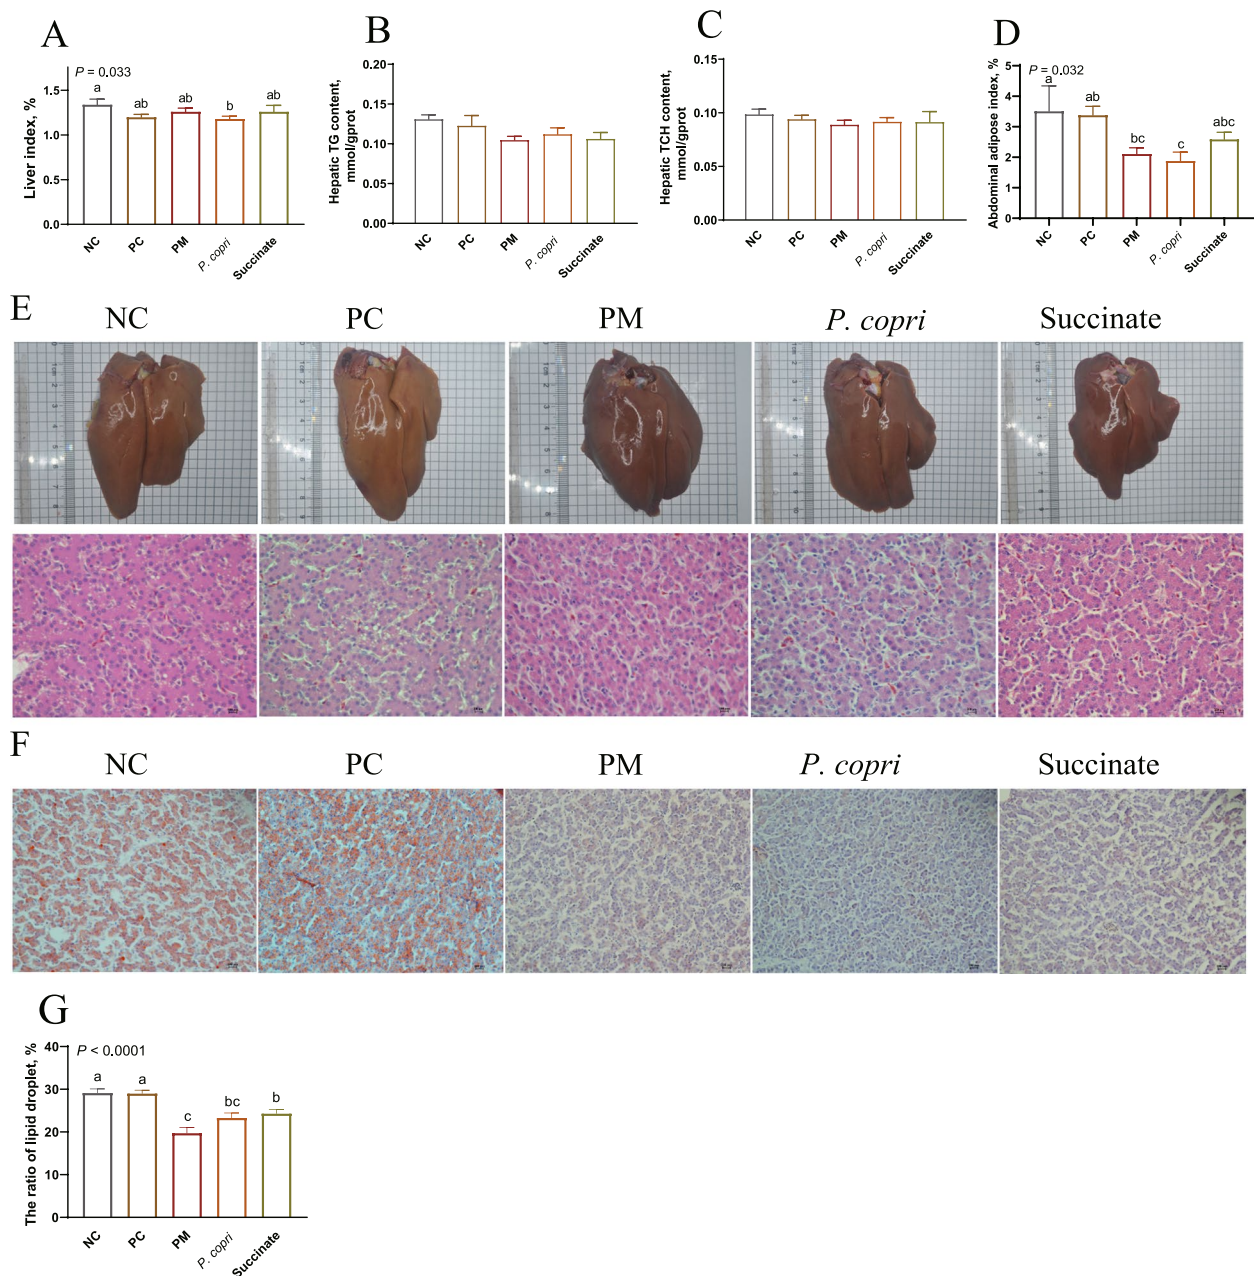 A
Liver index, %
P = 0.033
1.5
1.0
0.5
0.0
a
ab
ab
b
ab
NC
PC
PM
P. copri
Succinate
B
Hepatic TG content,
mmol/gprot
0.20
0.15
0.10
0.05
0.00
NC
PC
PM
P. copri
Succinate
C
Hepatic TCH content,
mmol/gprot
0.15
0.10
0.05
0.00
NC
PC
PM
P. copri
Succinate
D
Abdominal adipose index, %
P = 0.032
5
4
3
2
1
0
a
ab
bc
c
abc
NC
PC
PM
P. copri
Succinate
E
NC
PC
PM
P. copri
Succinate
F
NC
PC
PM
P. copri
Succinate
G
The ratio of lipid droplet, %
P < 0.0001
40
30
20
10
0
a
a
c
bc
b
NC
PC
PM
P. copri
Succinate